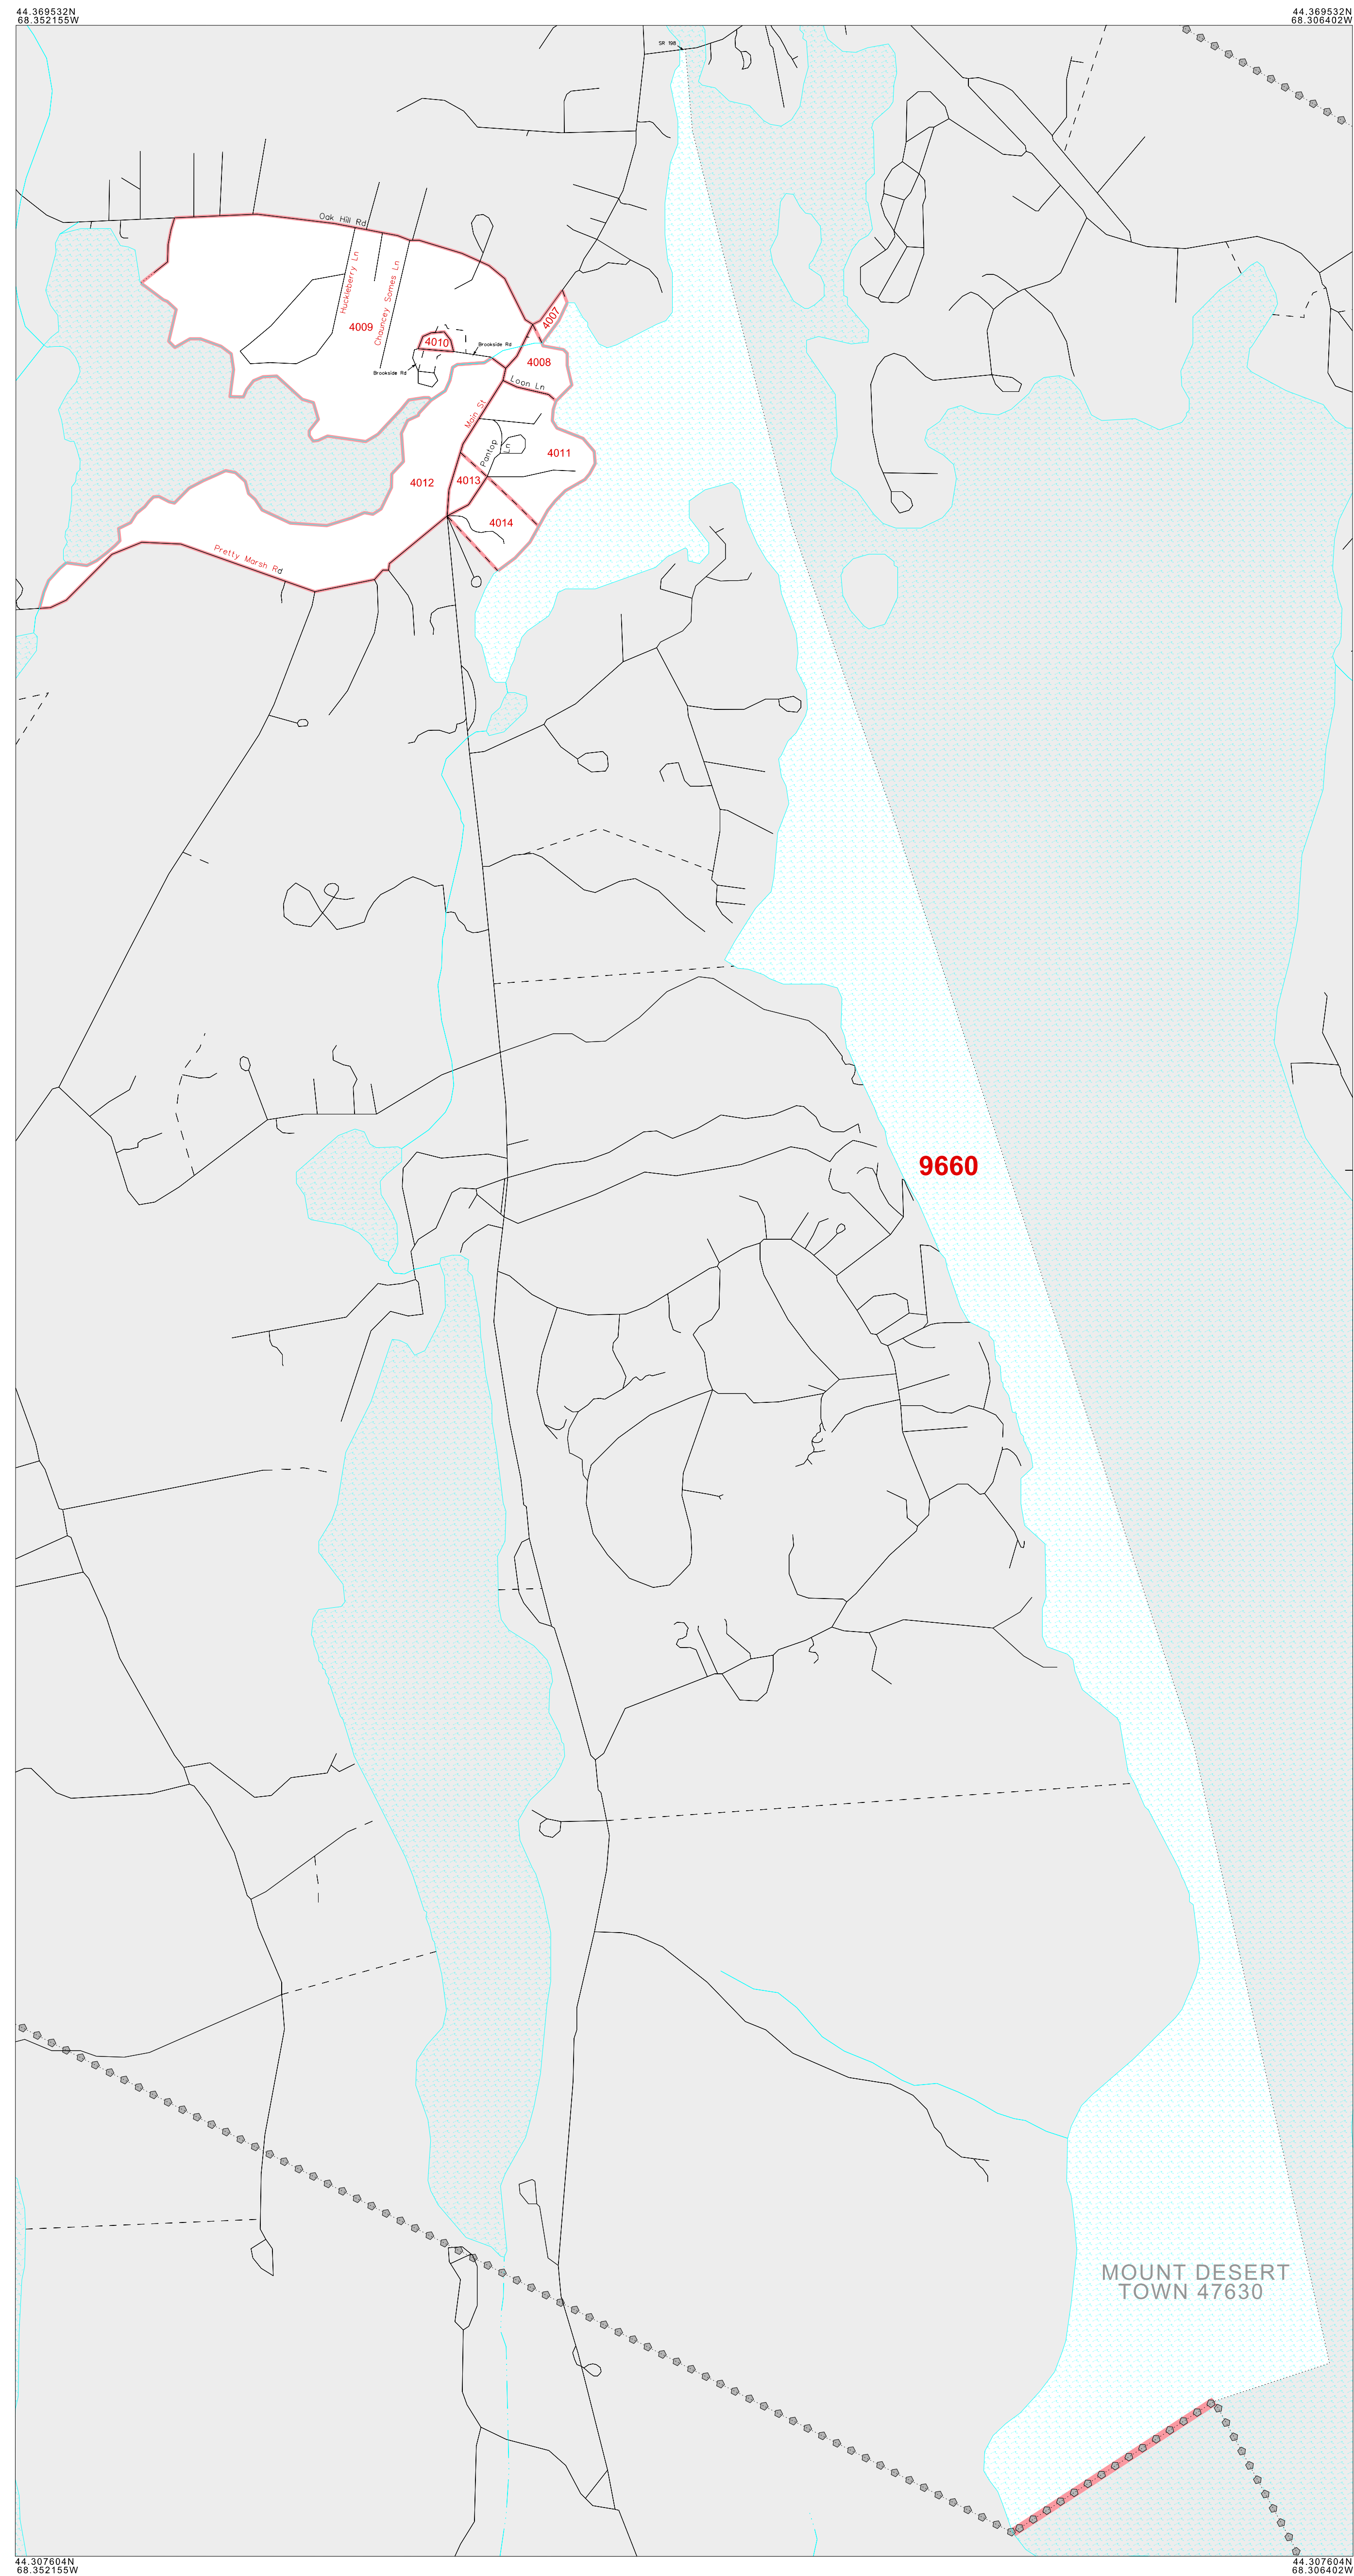 44.369532N
68.352155W
44.369532N
68.306402W
SR 198
Oak Hill Rd
Huckleberry Ln
Chauncey Somes Ln
4007
4009
4010
Brookside Rd
Brookside Rd
4008
Loon Ln
Main St
Pantop
Ln
4011
4012
4013
4014
Pretty Marsh Rd
9660
MOUNT DESERT
TOWN 47630
44.307604N
68.352155W
44.307604N
68.306402W